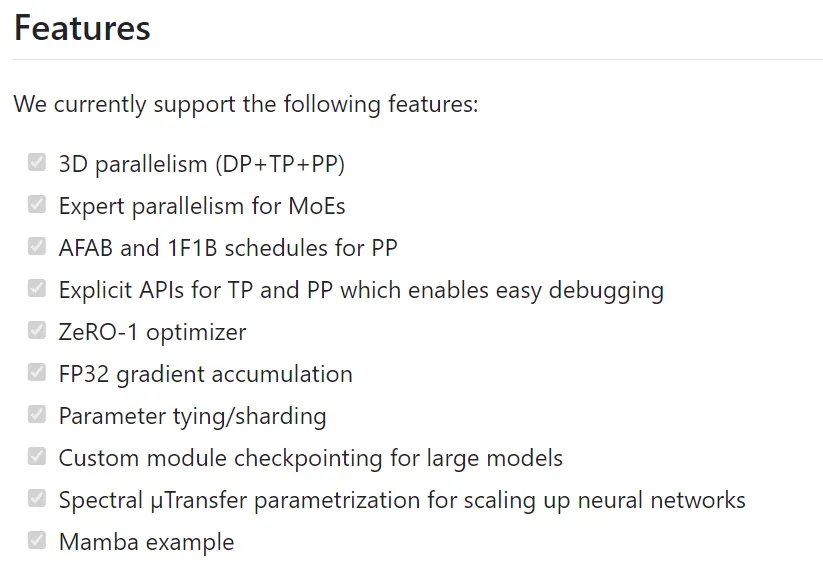 Features
We currently support the following features:
3D parallelism (DP+TP+PP)
Expert parallelism for MoEs
AFAB and 1F1B schedules for PP
Explicit APIs for TP and PP which enables easy debugging
ZeRO-1 optimizer
FP32 gradient accumulation
Parameter tying/sharding
Custom module checkpointing for large models
Spectral µTransfer parametrization for scaling up neural networks
Mamba example